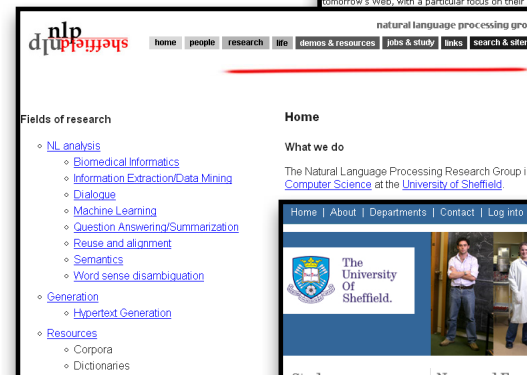 tomorrow's Web, with a particular focus on their
natural language processing gro
nlp
sheffield nlp
home people research life demos & resources jobs & study links search & siter
Fields of research
NL analysis
Biomedical Informatics
Information Extraction/Data Mining
Dialogue
Machine Learning
Question Answering/Summarization
Reuse and alignment
Semantics
Word sense disambiguation
Generation
Hypertext Generation
Resources
Corpora
Dictionaries
Home
What we do
The Natural Language Processing Research Group i
Computer Science at the University of Sheffield.
Home | About | Departments | Contact | Log into
The
University
Of
Sheffield.